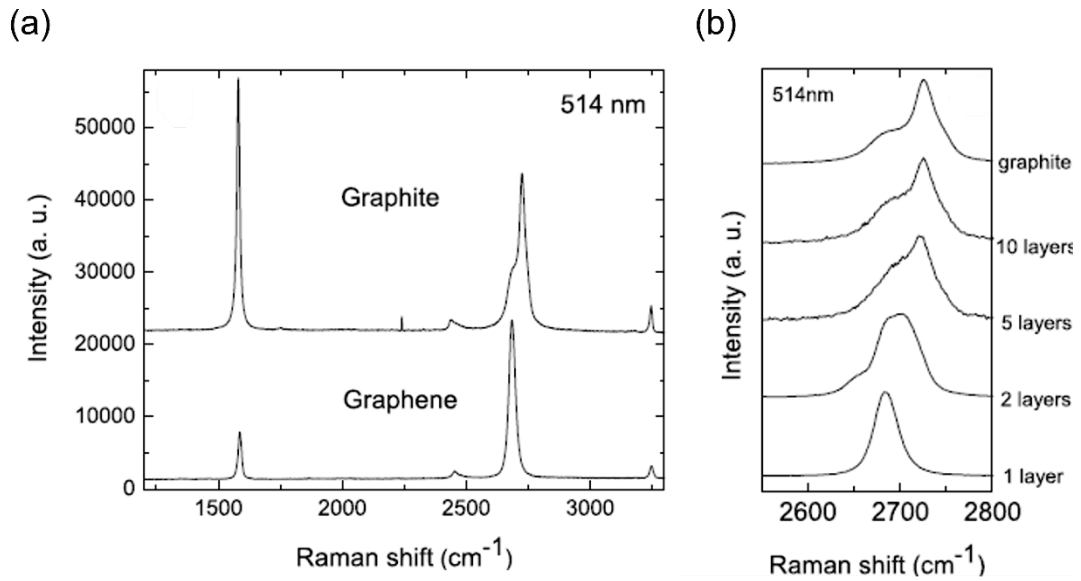 (a)
(b)
514 nm
Graphite
Graphene
Intensity (a. u.)
50000
40000
30000
20000
10000
0
1500
2000
2500
3000
Raman shift (cm⁻¹)
514nm
graphite
10 layers
5 layers
2 layers
1 layer
Intensity (a. u.)
2600
2700
2800
Raman shift (cm⁻¹)